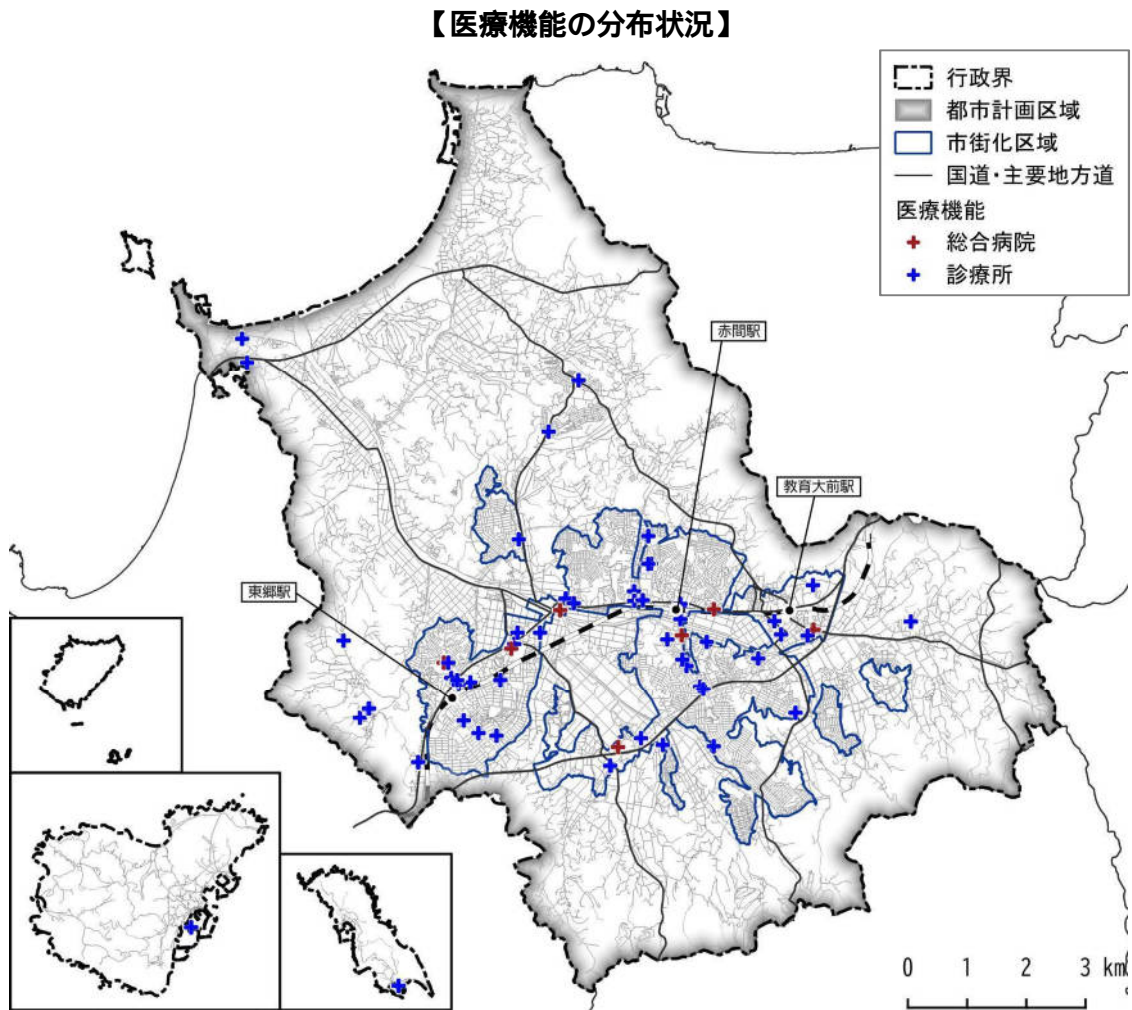 【医療機能の分布状況】
行政界
都市計画区域
市街化区域
国道・主要地方道
医療機能
総合病院
診療所
赤間駅
教育大前駅
東郷駅
0 1 2 3 km